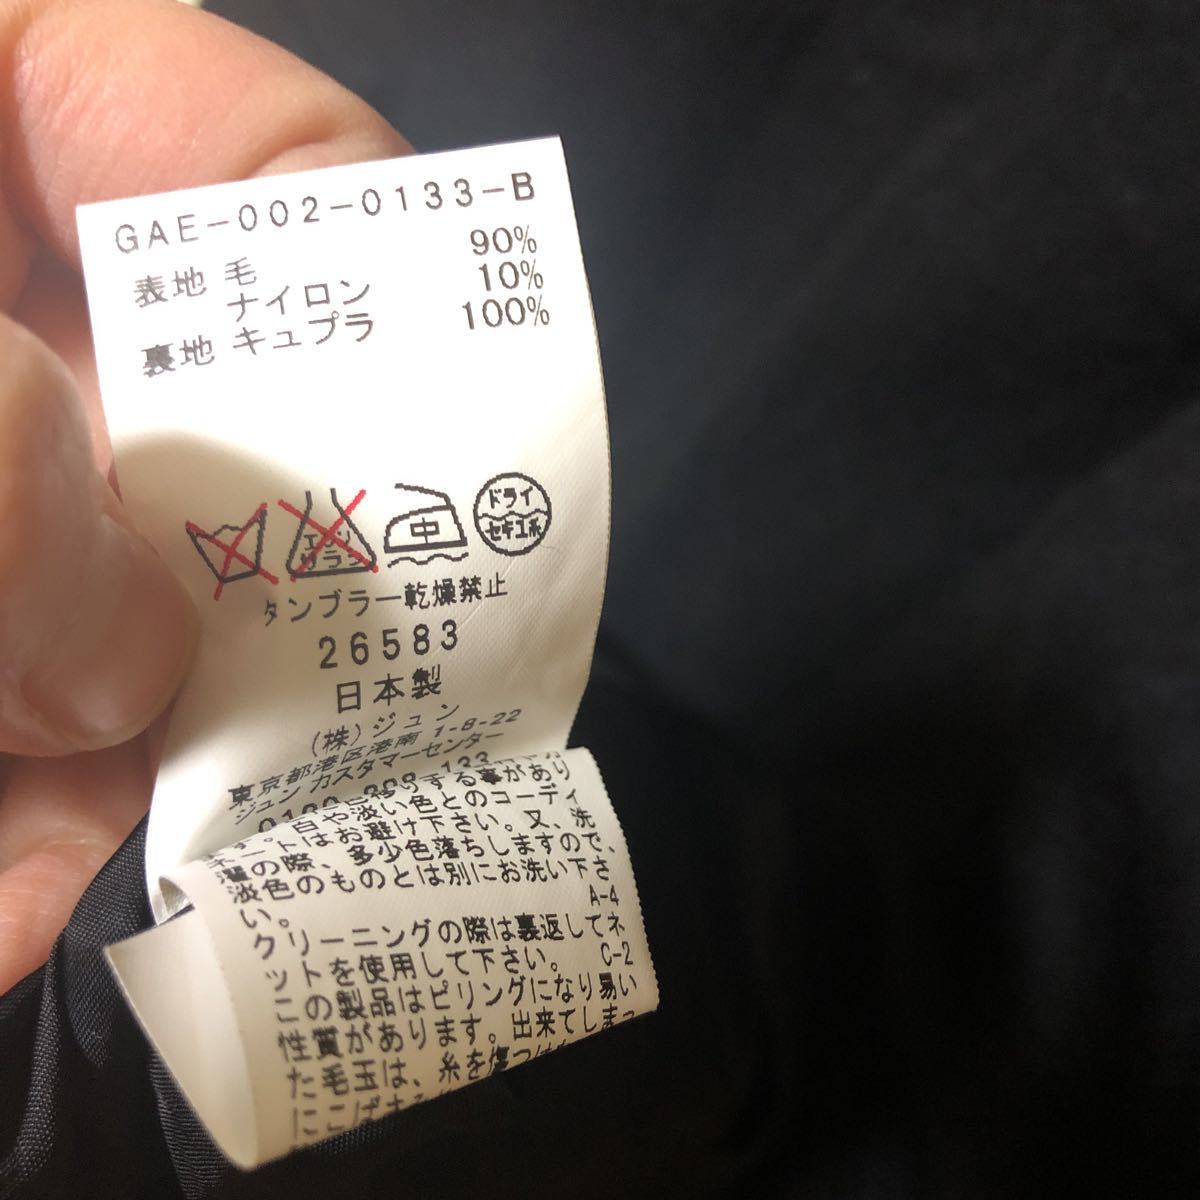 GAE-002-0133-B
表地 毛 90%
ナイロン 10%
裏地 キュプラ 100%
エンソ
サラシ
中
ドライ
セキユ系
タンブラー乾燥禁止
26583
日本製
(株)ジュン
東京都港区港南 1-8-22
ジュン カスタマーセンター
する事があり
や淡い色とのコーディ
ートはお避け下さい。又、洗
濯の際、多少色落ちしますので、
淡色のものとは別にお洗い下さ
い。 A-4
クリーニングの際は裏返してネ
ットを使用して下さい。 C-2
この製品はピリングになり易い
性質があります。出来てしまっ
た毛玉は、糸を傷つけ